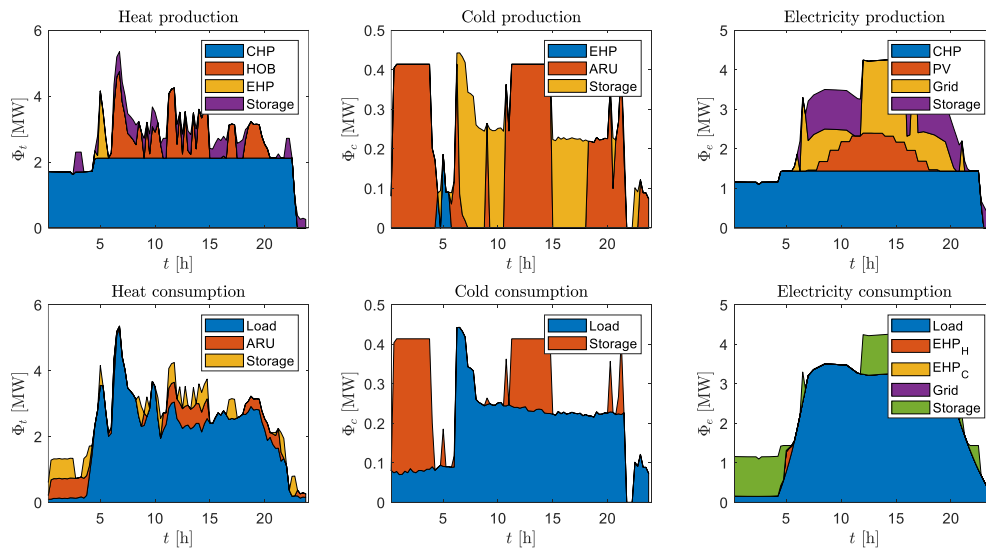 Heat production
6
4
2
0
Φt [MW]
5
10
15
20
t [h]
CHP
HOB
EHP
Storage
Cold production
0.5
0.4
0.3
0.2
0.1
0
Φc [MW]
5
10
15
20
t [h]
EHP
ARU
Storage
Electricity production
5
4
3
2
1
0
Φe [MW]
5
10
15
20
t [h]
CHP
PV
Grid
Storage
Heat consumption
6
4
2
0
Φt [MW]
5
10
15
20
t [h]
Load
ARU
Storage
Cold consumption
0.5
0.4
0.3
0.2
0.1
0
Φc [MW]
5
10
15
20
t [h]
Load
Storage
Electricity consumption
5
4
3
2
1
0
Φe [MW]
5
10
15
20
t [h]
Load
EHP_H
EHP_C
Grid
Storage